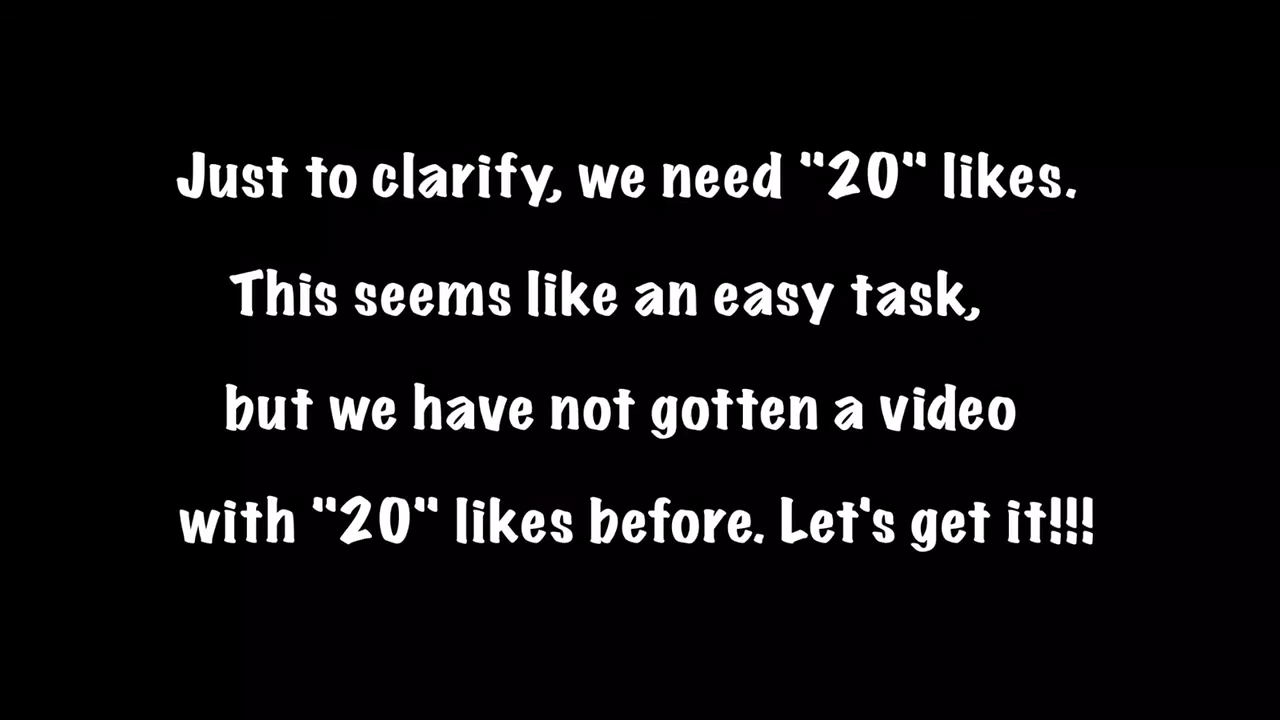 Just to clarify, we need "20" likes.
This seems like an easy task,
but we have not gotten a video
with "20" likes before. Let's get it!!!